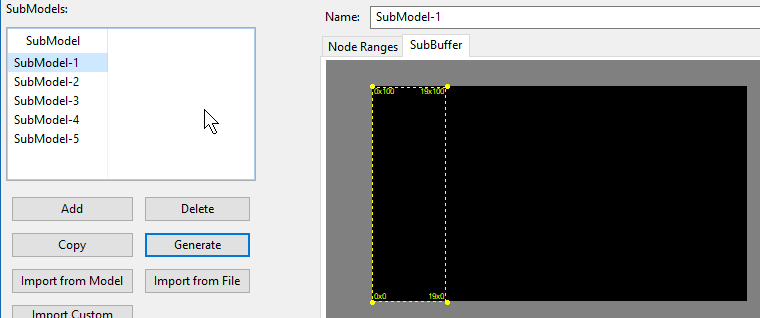 SubModels:
SubModel
SubModel-1
SubModel-2
SubModel-3
SubModel-4
SubModel-5
Add
Delete
Copy
Generate
Import from Model
Import from File
Import Custom
Name:
SubModel-1
Node Ranges
SubBuffer
0x100
19x100
0x0
19x0